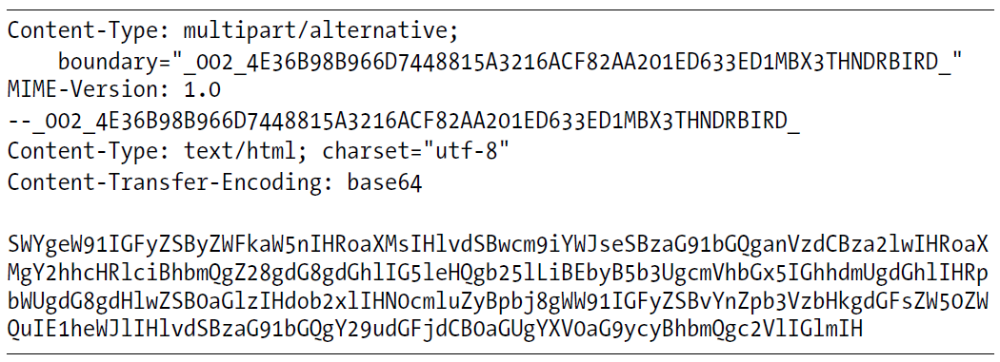 Content-Type: multipart/alternative;
boundary="_002_4E36B98B966D7448815A3216ACF82AA201ED633ED1MBX3THNDRBIRD_"
MIME-Version: 1.0
--_002_4E36B98B966D7448815A3216ACF82AA201ED633ED1MBX3THNDRBIRD_
Content-Type: text/html; charset="utf-8"
Content-Transfer-Encoding: base64
SWYgeW91IGFyZSByZWFkaW5nIHRoaXMsIHlvdSBwcm9iYWJseSBzaG91bGQganVzdCBza2lwIHRoaX
MgY2hhcHRlciBhbmQgZ28gdG8gdGhlIG5leHQgb25lLiBEbyB5b3UgcmVhbGx5IGhhdmUgdGhlIHRp
bWUgdG8gdHlwZSB0aGlzIHdob2xlIHN0cmluZyBpbj8gWW91IGFyZSBvYnZpb3VzbHkgdGFsZW50ZW
QuIE1heWJlIHlvdSBzaG91bGQgY29udGFjdCB0aGUgYXV0aG9ycyBhbmQgc2VlIGlmIH